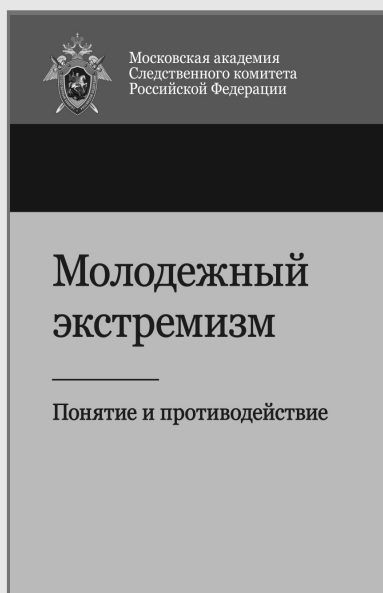 Московская академия
Следственного комитета
Российской Федерации
Молодежный
экстремизм
Понятие и противодействие